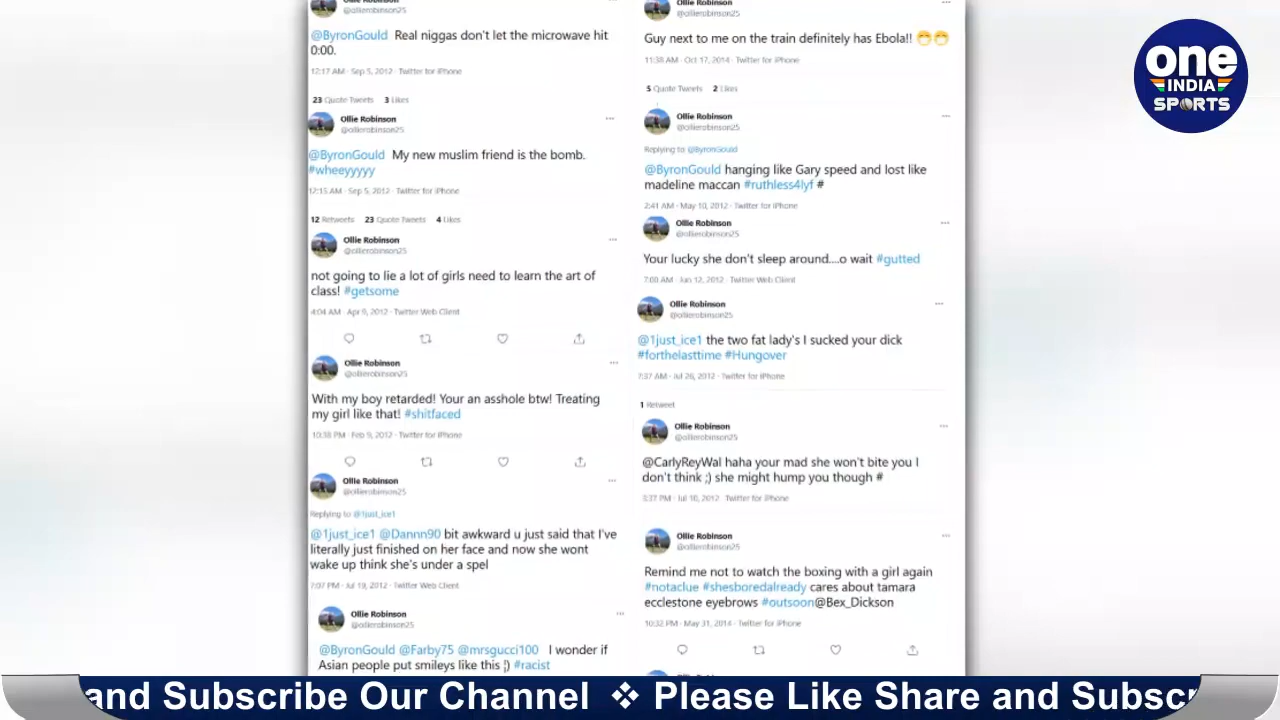 Ollie Robinson
@ollierobinson25
@ByronGould Real niggas don't let the microwave hit
0:00.
12:17 AM · Sep 5, 2012 · Twitter for iPhone
23 Quote Tweets 3 Likes
Ollie Robinson
@ollierobinson25
@ByronGould My new muslim friend is the bomb.
#wheeyyyyy
12:15 AM · Sep 5, 2012 · Twitter for iPhone
12 Retweets 23 Quote Tweets 4 Likes
Ollie Robinson
@ollierobinson25
not going to lie a lot of girls need to learn the art of
class! #getsome
4:04 AM · Apr 9, 2012 · Twitter Web Client
Ollie Robinson
@ollierobinson25
With my boy retarded! Your an asshole btw! Treating
my girl like that! #shitfaced
10:38 PM · Feb 9, 2012 · Twitter for iPhone
Ollie Robinson
@ollierobinson25
Replying to @1just_ice1
@1just_ice1 @Dannn90 bit awkward u just said that I've
literally just finished on her face and now she wont
wake up think she's under a spel
7:07 PM · Jul 19, 2012 · Twitter Web Client
Ollie Robinson
@ollierobinson25
@ByronGould @Farby75 @mrsgucci100 I wonder if
Asian people put smileys like this ¦) #racist
Ollie Robinson
@ollierobinson25
Guy next to me on the train definitely has Ebola!! 😷😷
11:38 AM · Oct 17, 2014 · Twitter for iPhone
5 Quote Tweets 2 Likes
Ollie Robinson
@ollierobinson25
Replying to @ByronGould
@ByronGould hanging like Gary speed and lost like
madeline maccan #ruthless4lyf #
2:41 AM · May 10, 2012 · Twitter for iPhone
Ollie Robinson
@ollierobinson25
Your lucky she don't sleep around....o wait #gutted
7:00 AM · Jun 12, 2012 · Twitter Web Client
Ollie Robinson
@ollierobinson25
@1just_ice1 the two fat lady's I sucked your dick
#forthelasttime #Hungover
7:37 AM · Jul 26, 2012 · Twitter for iPhone
1 Retweet
Ollie Robinson
@ollierobinson25
@CarlyReyWal haha your mad she won't bite you I
don't think ;) she might hump you though #
3:37 PM · Jul 10, 2012 · Twitter for iPhone
Ollie Robinson
@ollierobinson25
Remind me not to watch the boxing with a girl again
#notaclue #shesboredalready cares about tamara
ecclestone eyebrows #outsoon@Bex_Dickson
10:32 PM · May 31, 2014 · Twitter for iPhone
one
INDIA
SPORTS
and Subscribe Our Channel ❖ Please Like Share and Subscr